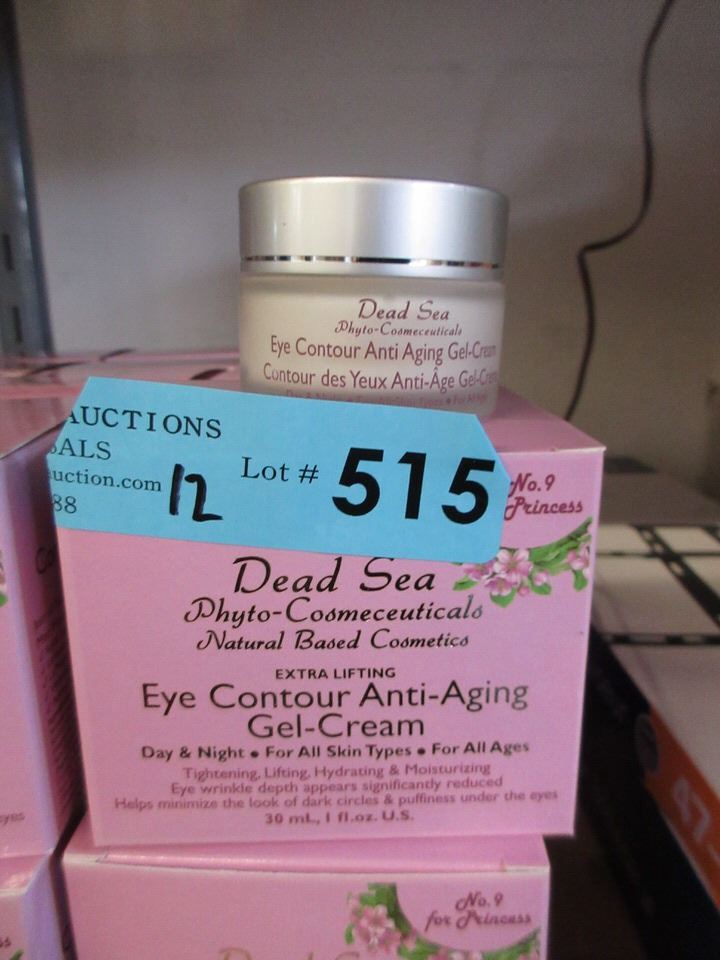 Dead Sea
Phyto-Cosmeceuticals
Eye Contour Anti Aging Gel-Cream
Contour des Yeux Anti-Âge Gel-Cre
AUCTIONS
ALS
uction.com
88
12
Lot # 515
No.9
Princess
Dead Sea
Phyto-Cosmeceuticals
Natural Based Cosmetics
EXTRA LIFTING
Eye Contour Anti-Aging
Gel-Cream
Day & Night • For All Skin Types • For All Ages
Tightening, Lifting, Hydrating & Moisturizing
Eye wrinkle depth appears significantly reduced
Helps minimize the look of dark circles & puffiness under the eyes
30 mL, 1 fl.oz. U.S.
eyes
No.9
for Princess
Dead Sea
47